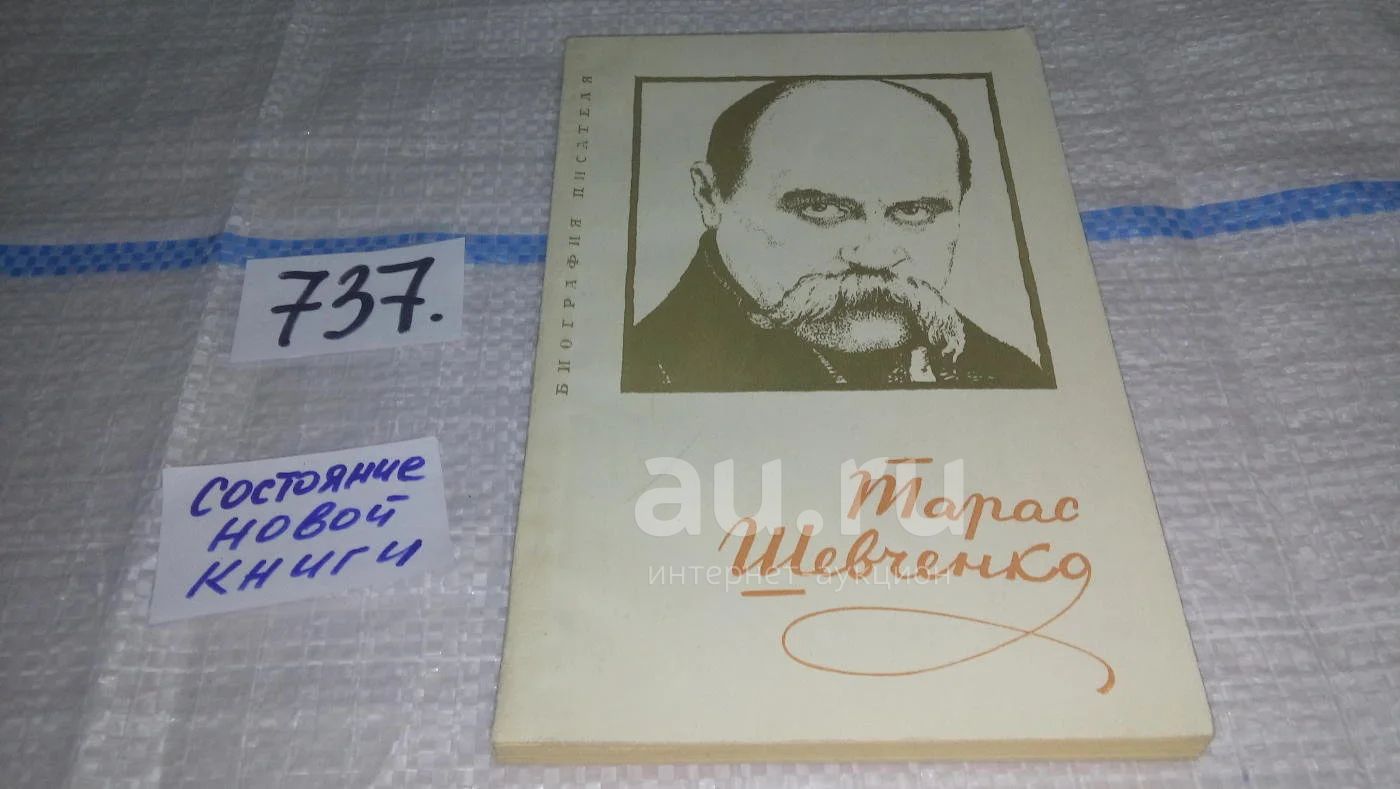 БИОГРАФИЯ ПИСАТЕЛЯ
737.
состояние
новой
книги
Тарас
Шевченко
au.ru
интернет аукцион